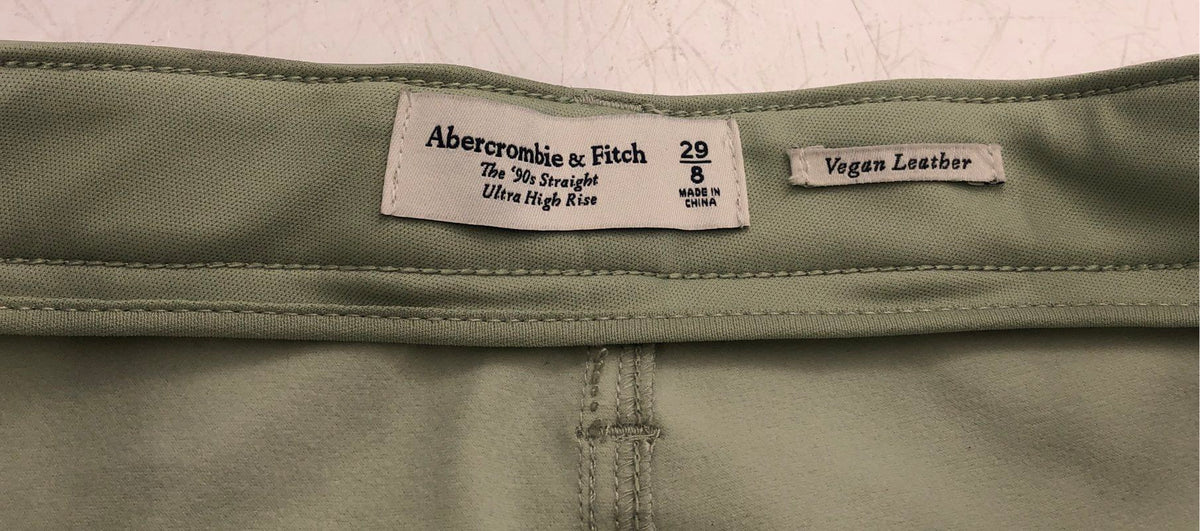 Abercrombie & Fitch
The '90s Straight
Ultra High Rise
29
8
MADE IN
CHINA
Vegan Leather